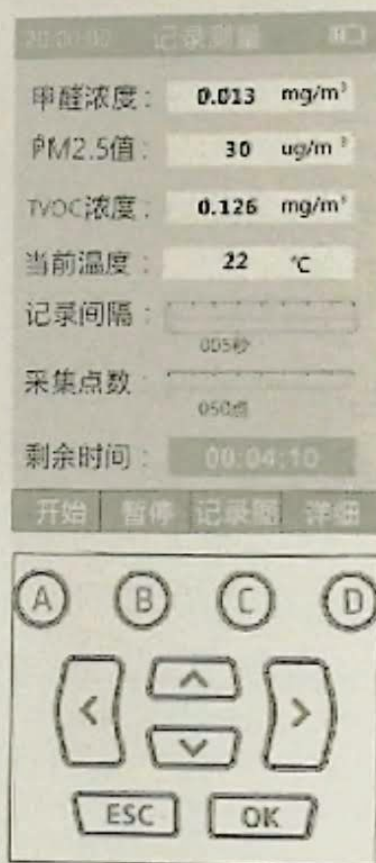 20:00:00 记录测量
甲醛浓度： 0.013 mg/m³
PM2.5值： 30 ug/m³
TVOC浓度： 0.126 mg/m³
当前温度： 22 ℃
记录间隔：
005秒
采集点数：
050点
剩余时间： 00:04:10
开始 暂停 记录图 详细
A B C D
ESC OK